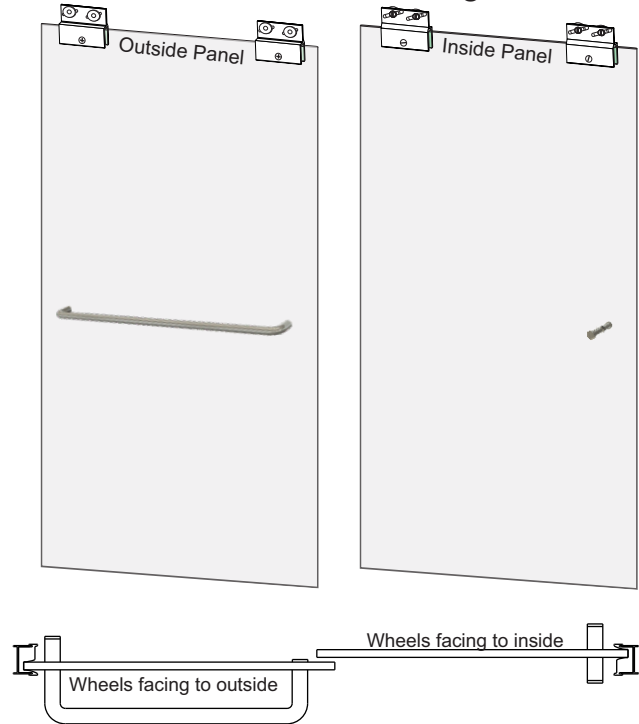 Outside Panel
Inside Panel
Wheels facing to inside
Wheels facing to outside